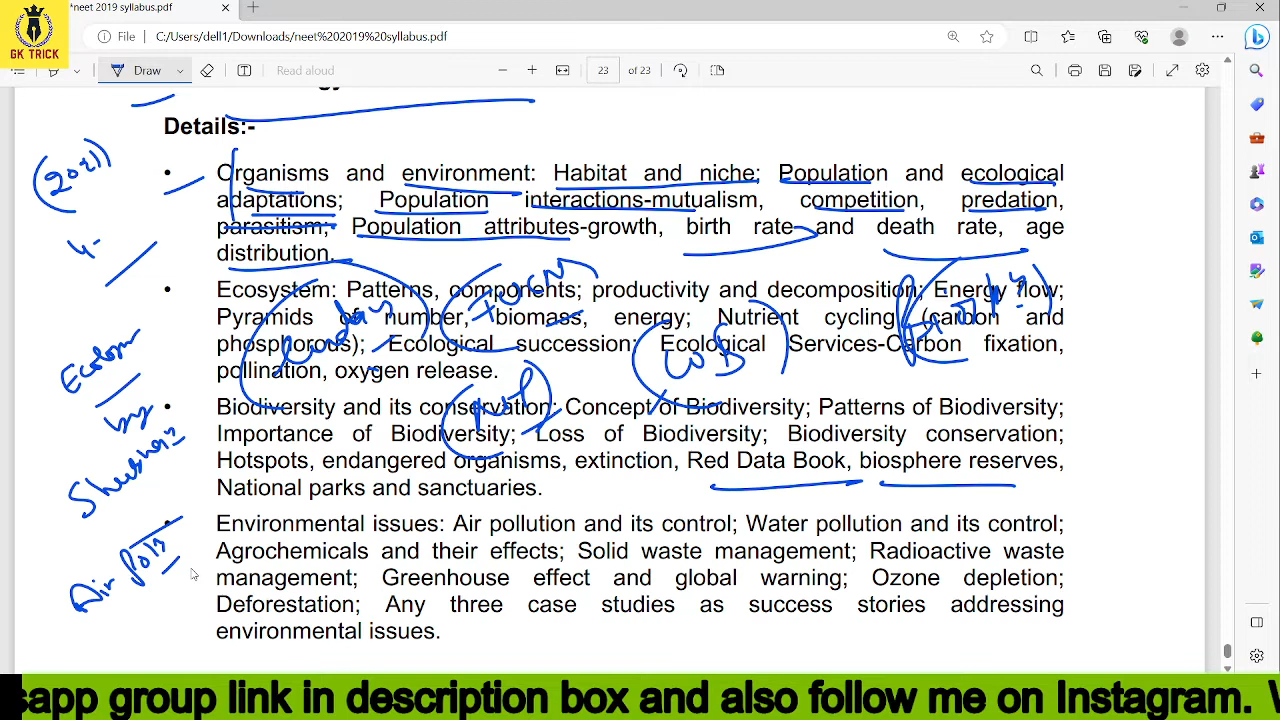 *neet 2019 syllabus.pdf
GK TRICK
File C:/Users/dell1/Downloads/neet%202019%20syllabus.pdf
Draw Read aloud 23 of 23
Details:-
• Organisms and environment: Habitat and niche; Population and ecological
adaptations; Population interactions-mutualism, competition, predation,
parasitism; Population attributes-growth, birth rate and death rate, age
distribution.
• Ecosystem: Patterns, components; productivity and decomposition; Energy flow;
Pyramids of number, biomass, energy; Nutrient cycling (carbon and
phosphorous); Ecological succession; Ecological Services-Carbon fixation,
pollination, oxygen release.
• Biodiversity and its conservation: Concept of Biodiversity; Patterns of Biodiversity;
Importance of Biodiversity; Loss of Biodiversity; Biodiversity conservation;
Hotspots, endangered organisms, extinction, Red Data Book, biosphere reserves,
National parks and sanctuaries.
• Environmental issues: Air pollution and its control; Water pollution and its control;
Agrochemicals and their effects; Solid waste management; Radioactive waste
management; Greenhouse effect and global warming; Ozone depletion;
Deforestation; Any three case studies as success stories addressing
environmental issues.
IUCN
by
Air
sapp group link in description box and also follow me on Instagram.